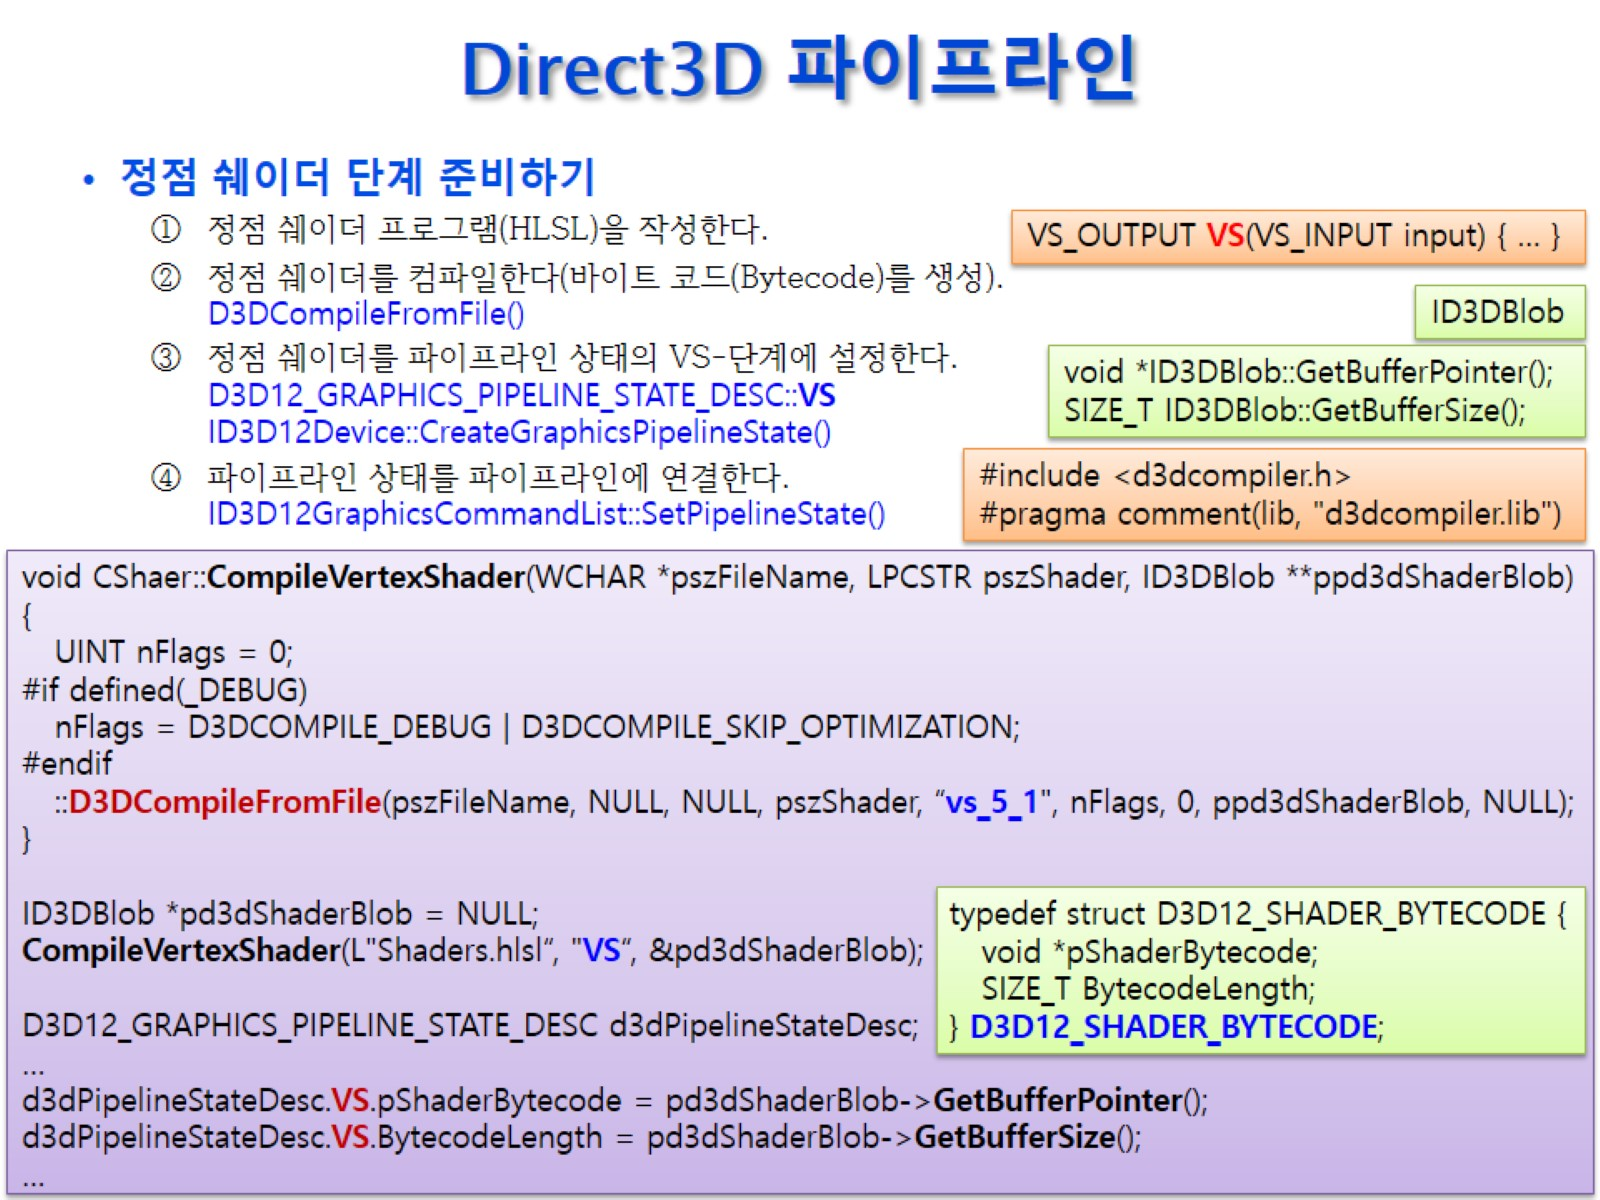 Direct3D 파이프라인
• 정점 쉐이더 단계 준비하기
① 정점 쉐이더 프로그램(HLSL)을 작성한다.
VS_OUTPUT VS(VS_INPUT input) { ... }
② 정점 쉐이더를 컴파일한다(바이트 코드(Bytecode)를 생성).
D3DCompileFromFile()
ID3DBlob
③ 정점 쉐이더를 파이프라인 상태의 VS-단계에 설정한다.
D3D12_GRAPHICS_PIPELINE_STATE_DESC::VS
ID3D12Device::CreateGraphicsPipelineState()
void *ID3DBlob::GetBufferPointer();
SIZE_T ID3DBlob::GetBufferSize();
④ 파이프라인 상태를 파이프라인에 연결한다.
ID3D12GraphicsCommandList::SetPipelineState()
#include <d3dcompiler.h>
#pragma comment(lib, "d3dcompiler.lib")
void CShaer::CompileVertexShader(WCHAR *pszFileName, LPCSTR pszShader, ID3DBlob **ppd3dShaderBlob)
{
UINT nFlags = 0;
#if defined(_DEBUG)
nFlags = D3DCOMPILE_DEBUG | D3DCOMPILE_SKIP_OPTIMIZATION;
#endif
::D3DCompileFromFile(pszFileName, NULL, NULL, pszShader, “vs_5_1", nFlags, 0, ppd3dShaderBlob, NULL);
}
ID3DBlob *pd3dShaderBlob = NULL;
CompileVertexShader(L"Shaders.hlsl“, "VS“, &pd3dShaderBlob);
D3D12_GRAPHICS_PIPELINE_STATE_DESC d3dPipelineStateDesc;
...
typedef struct D3D12_SHADER_BYTECODE {
void *pShaderBytecode;
SIZE_T BytecodeLength;
} D3D12_SHADER_BYTECODE;
d3dPipelineStateDesc.VS.pShaderBytecode = pd3dShaderBlob->GetBufferPointer();
d3dPipelineStateDesc.VS.BytecodeLength = pd3dShaderBlob->GetBufferSize();
...